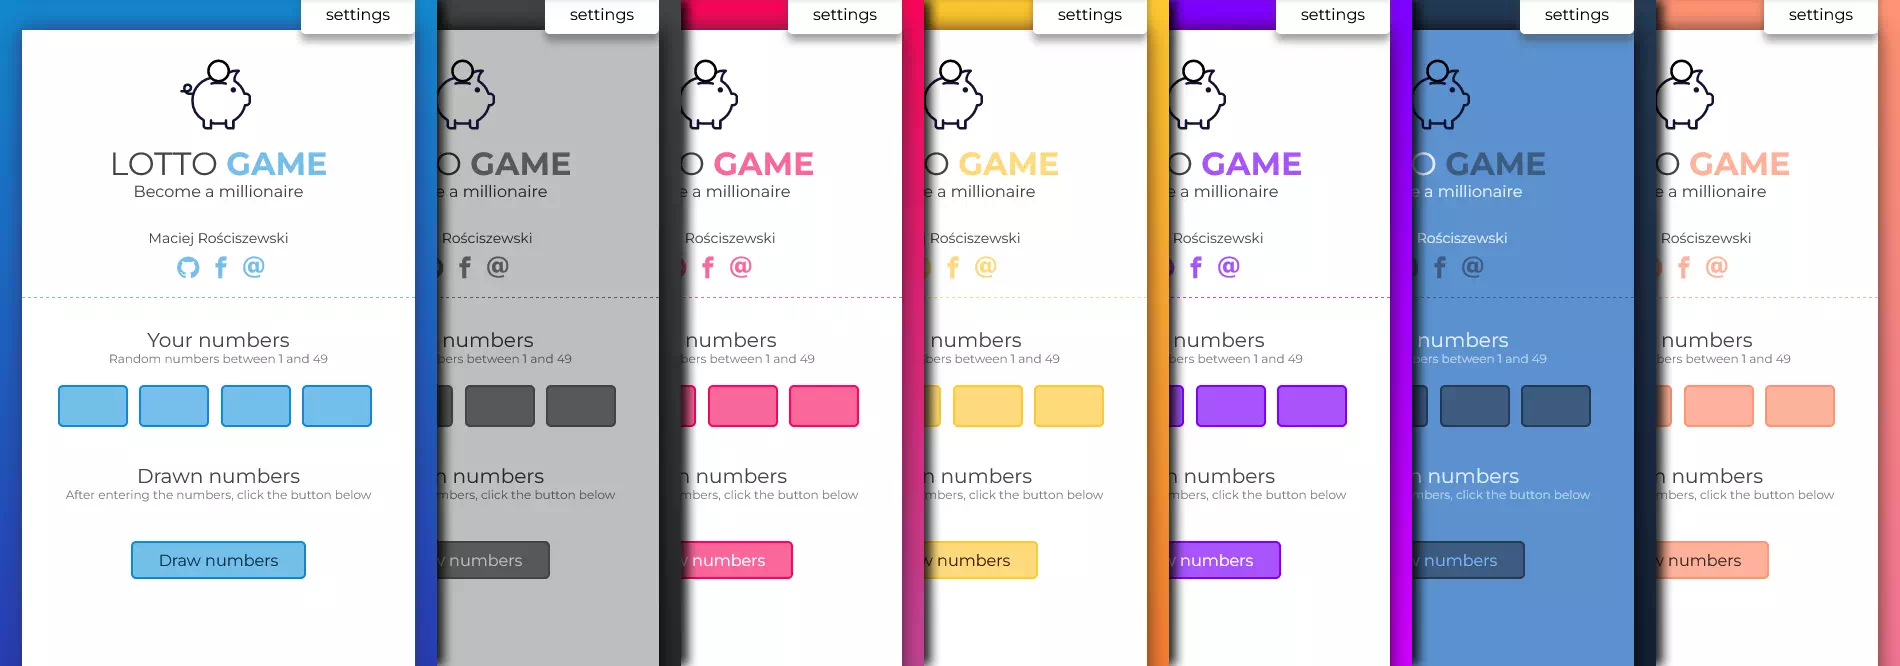 settings
LOTTO GAME
Become a millionaire
Maciej Rościszewski
@
Your numbers
Random numbers between 1 and 49
Drawn numbers
After entering the numbers, click the button below
Draw numbers
settings
O GAME
e a millionaire
Rościszewski
@
numbers
bers between 1 and 49
n numbers
mbers, click the button below
w numbers
settings
O GAME
e a millionaire
Rościszewski
@
numbers
bers between 1 and 49
n numbers
mbers, click the button below
w numbers
settings
O GAME
e a millionaire
j Rościszewski
@
numbers
bers between 1 and 49
n numbers
mbers, click the button below
w numbers
settings
O GAME
e a millionaire
Rościszewski
@
numbers
bers between 1 and 49
n numbers
mbers, click the button below
w numbers
settings
O GAME
e a millionaire
Rościszewski
@
numbers
bers between 1 and 49
n numbers
mbers, click the button below
w numbers
settings
O GAME
e a millionaire
Rościszewski
@
numbers
bers between 1 and 49
n numbers
mbers, click the button below
w numbers